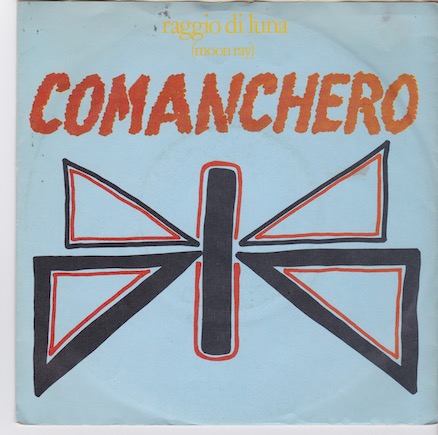 raggio di luna
(moon ray)
COMANCHERO